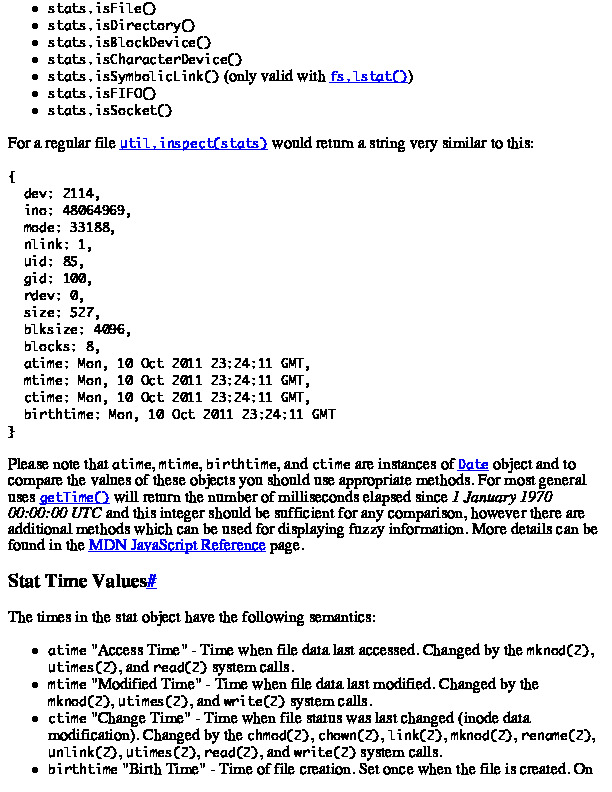 • stats.isFile()
• stats.isDirectory()
• stats.isBlockDevice()
• stats.isCharacterDevice()
• stats.isSymbolicLink() (only valid with fs.lstat())
• stats.isFIFO()
• stats.isSocket()
For a regular file util.inspect(stats) would return a string very similar to this:
{
dev: 2114,
ino: 48064969,
mode: 33188,
nlink: 1,
uid: 85,
gid: 100,
rdev: 0,
size: 527,
blksize: 4096,
blocks: 8,
atime: Mon, 10 Oct 2011 23:24:11 GMT,
mtime: Mon, 10 Oct 2011 23:24:11 GMT,
ctime: Mon, 10 Oct 2011 23:24:11 GMT,
birthtime: Mon, 10 Oct 2011 23:24:11 GMT
}
Please note that atime, mtime, birthtime, and ctime are instances of Date object and to
compare the values of these objects you should use appropriate methods. For most general
uses getTime() will return the number of milliseconds elapsed since 1 January 1970
00:00:00 UTC and this integer should be sufficient for any comparison, however there are
additional methods which can be used for displaying fuzzy information. More details can be
found in the MDN JavaScript Reference page.
Stat Time Values#
The times in the stat object have the following semantics:
• atime "Access Time" - Time when file data last accessed. Changed by the mknod(2),
utimes(2), and read(2) system calls.
• mtime "Modified Time" - Time when file data last modified. Changed by the
mknod(2), utimes(2), and write(2) system calls.
• ctime "Change Time" - Time when file status was last changed (inode data
modification). Changed by the chmod(2), chown(2), link(2), mknod(2), rename(2),
unlink(2), utimes(2), read(2), and write(2) system calls.
• birthtime "Birth Time" - Time of file creation. Set once when the file is created. On